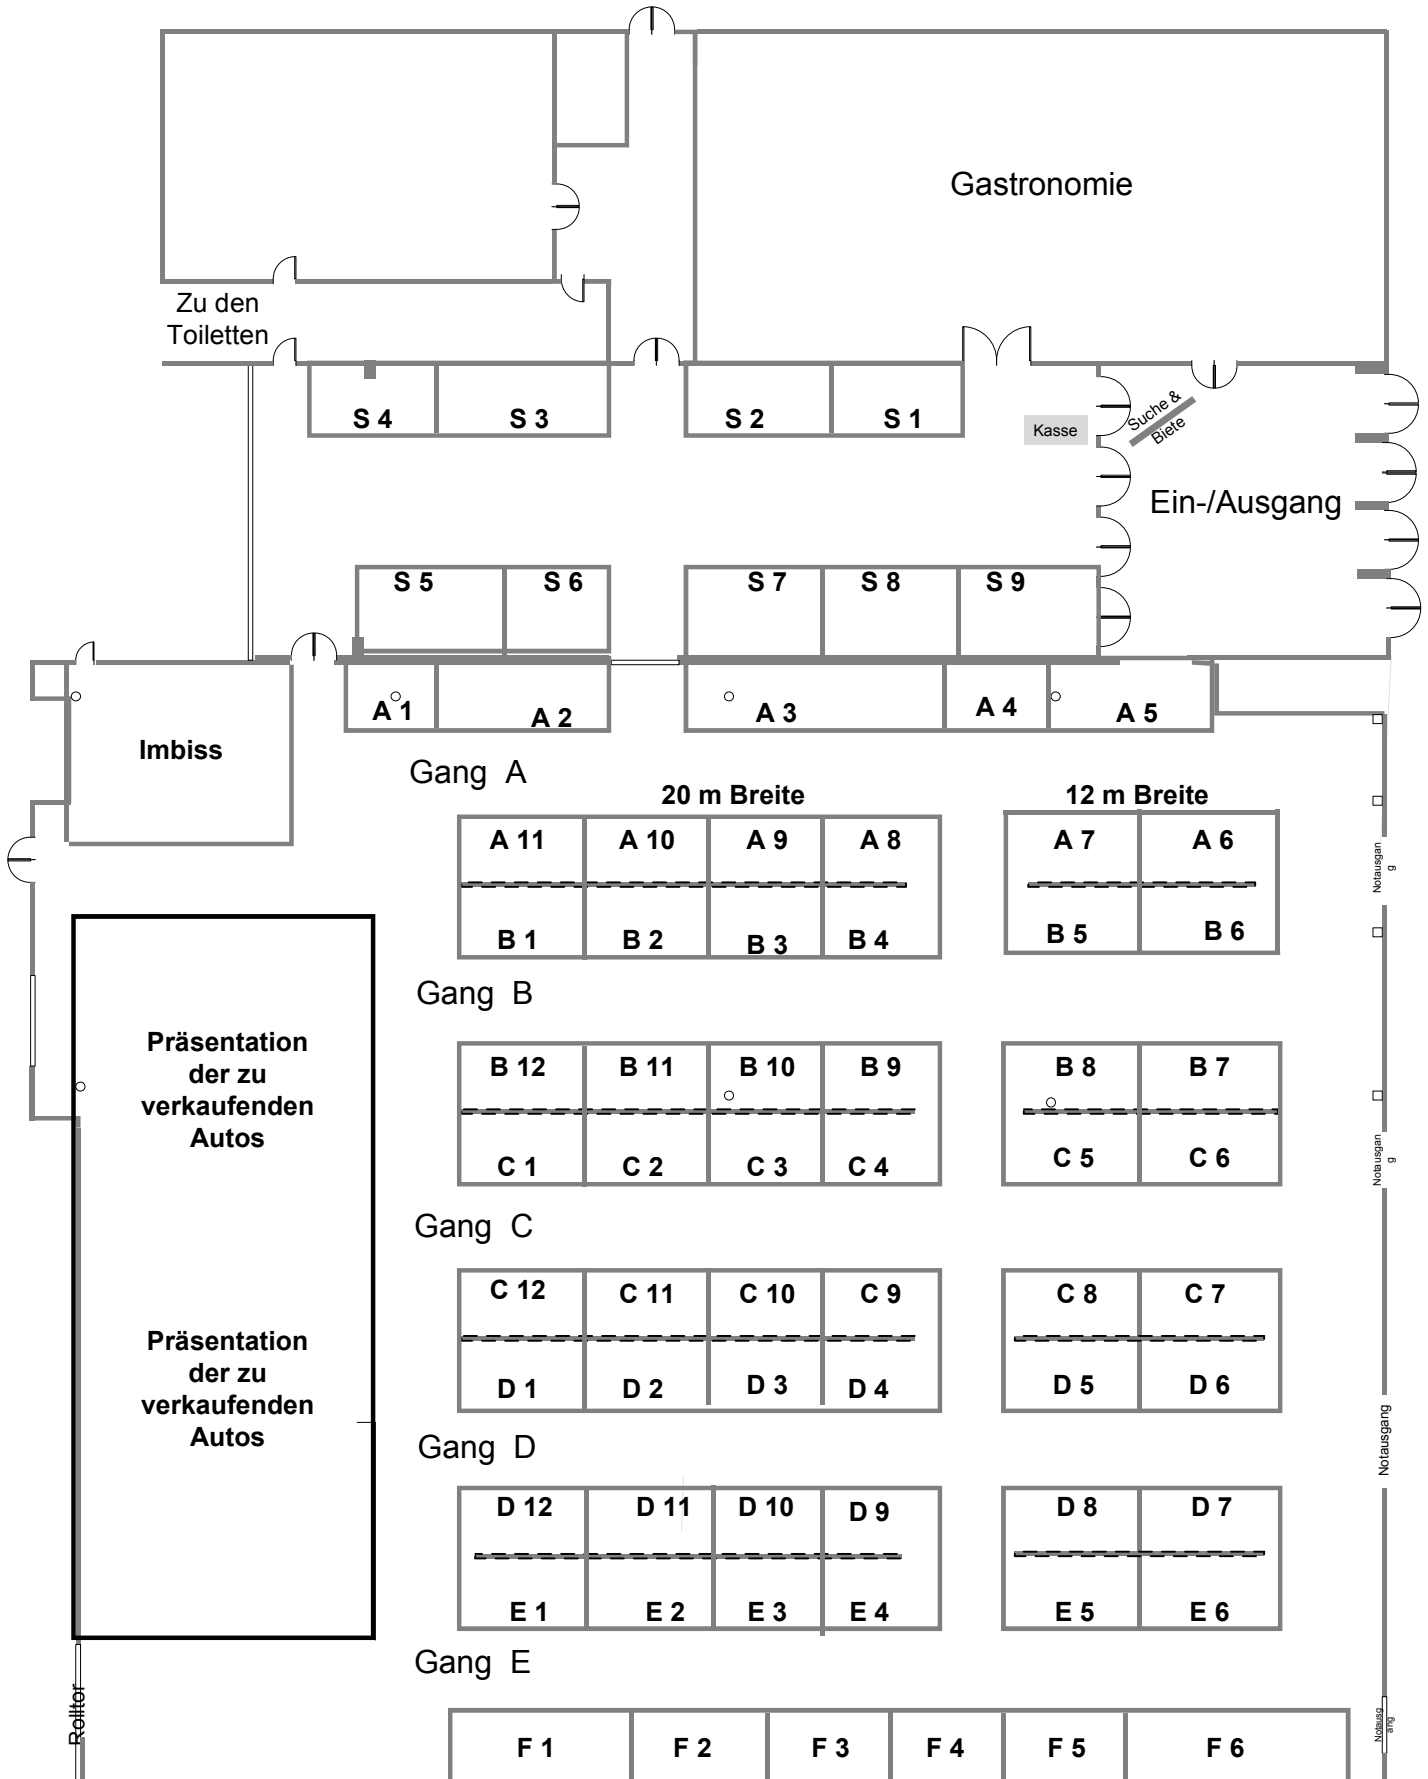 Gastronomie
Zu den
Toiletten
S 4
S 3
S 2
S 1
Kasse
Suche &
Biete
Ein-/Ausgang
S 5
S 6
S 7
S 8
S 9
A 1
A 2
A 3
A 4
A 5
Imbiss
Gang A
20 m Breite
12 m Breite
A 11
A 10
A 9
A 8
A 7
A 6
Notausgan
g
B 1
B 2
B 3
B 4
B 5
B 6
Gang B
Präsentation
der zu
verkaufenden
Autos
B 12
B 11
B 10
B 9
B 8
B 7
C 1
C 2
C 3
C 4
C 5
C 6
Notausgan
g
Gang C
C 12
C 11
C 10
C 9
C 8
C 7
Präsentation
der zu
verkaufenden
Autos
D 1
D 2
D 3
D 4
D 5
D 6
Notausgang
Gang D
D 12
D 11
D 10
D 9
D 8
D 7
E 1
E 2
E 3
E 4
E 5
E 6
Gang E
Rolltor
F 1
F 2
F 3
F 4
F 5
F 6
Notausg
ang